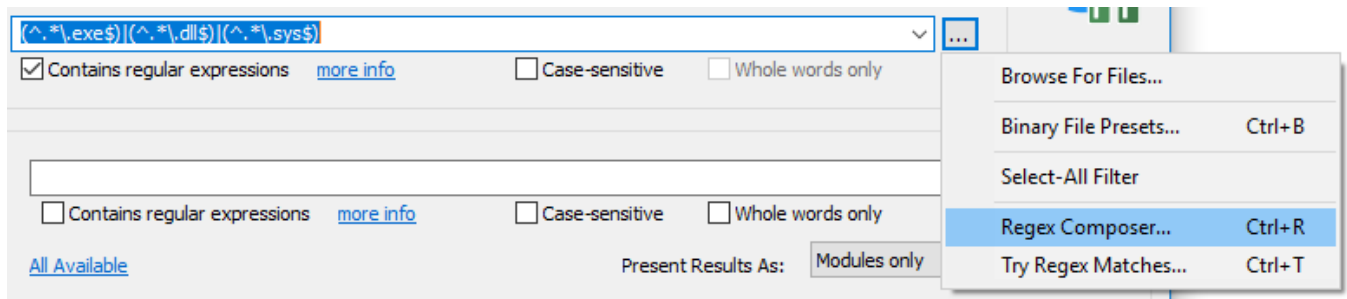 (^.*\.exe$)|(^.*\.dll$)|(^.*\.sys$)
...
Contains regular expressions more info Case-sensitive Whole words only
Browse For Files...
Binary File Presets... Ctrl+B
Select-All Filter
Contains regular expressions more info Case-sensitive Whole words only
Regex Composer... Ctrl+R
All Available Present Results As: Modules only
Try Regex Matches... Ctrl+T